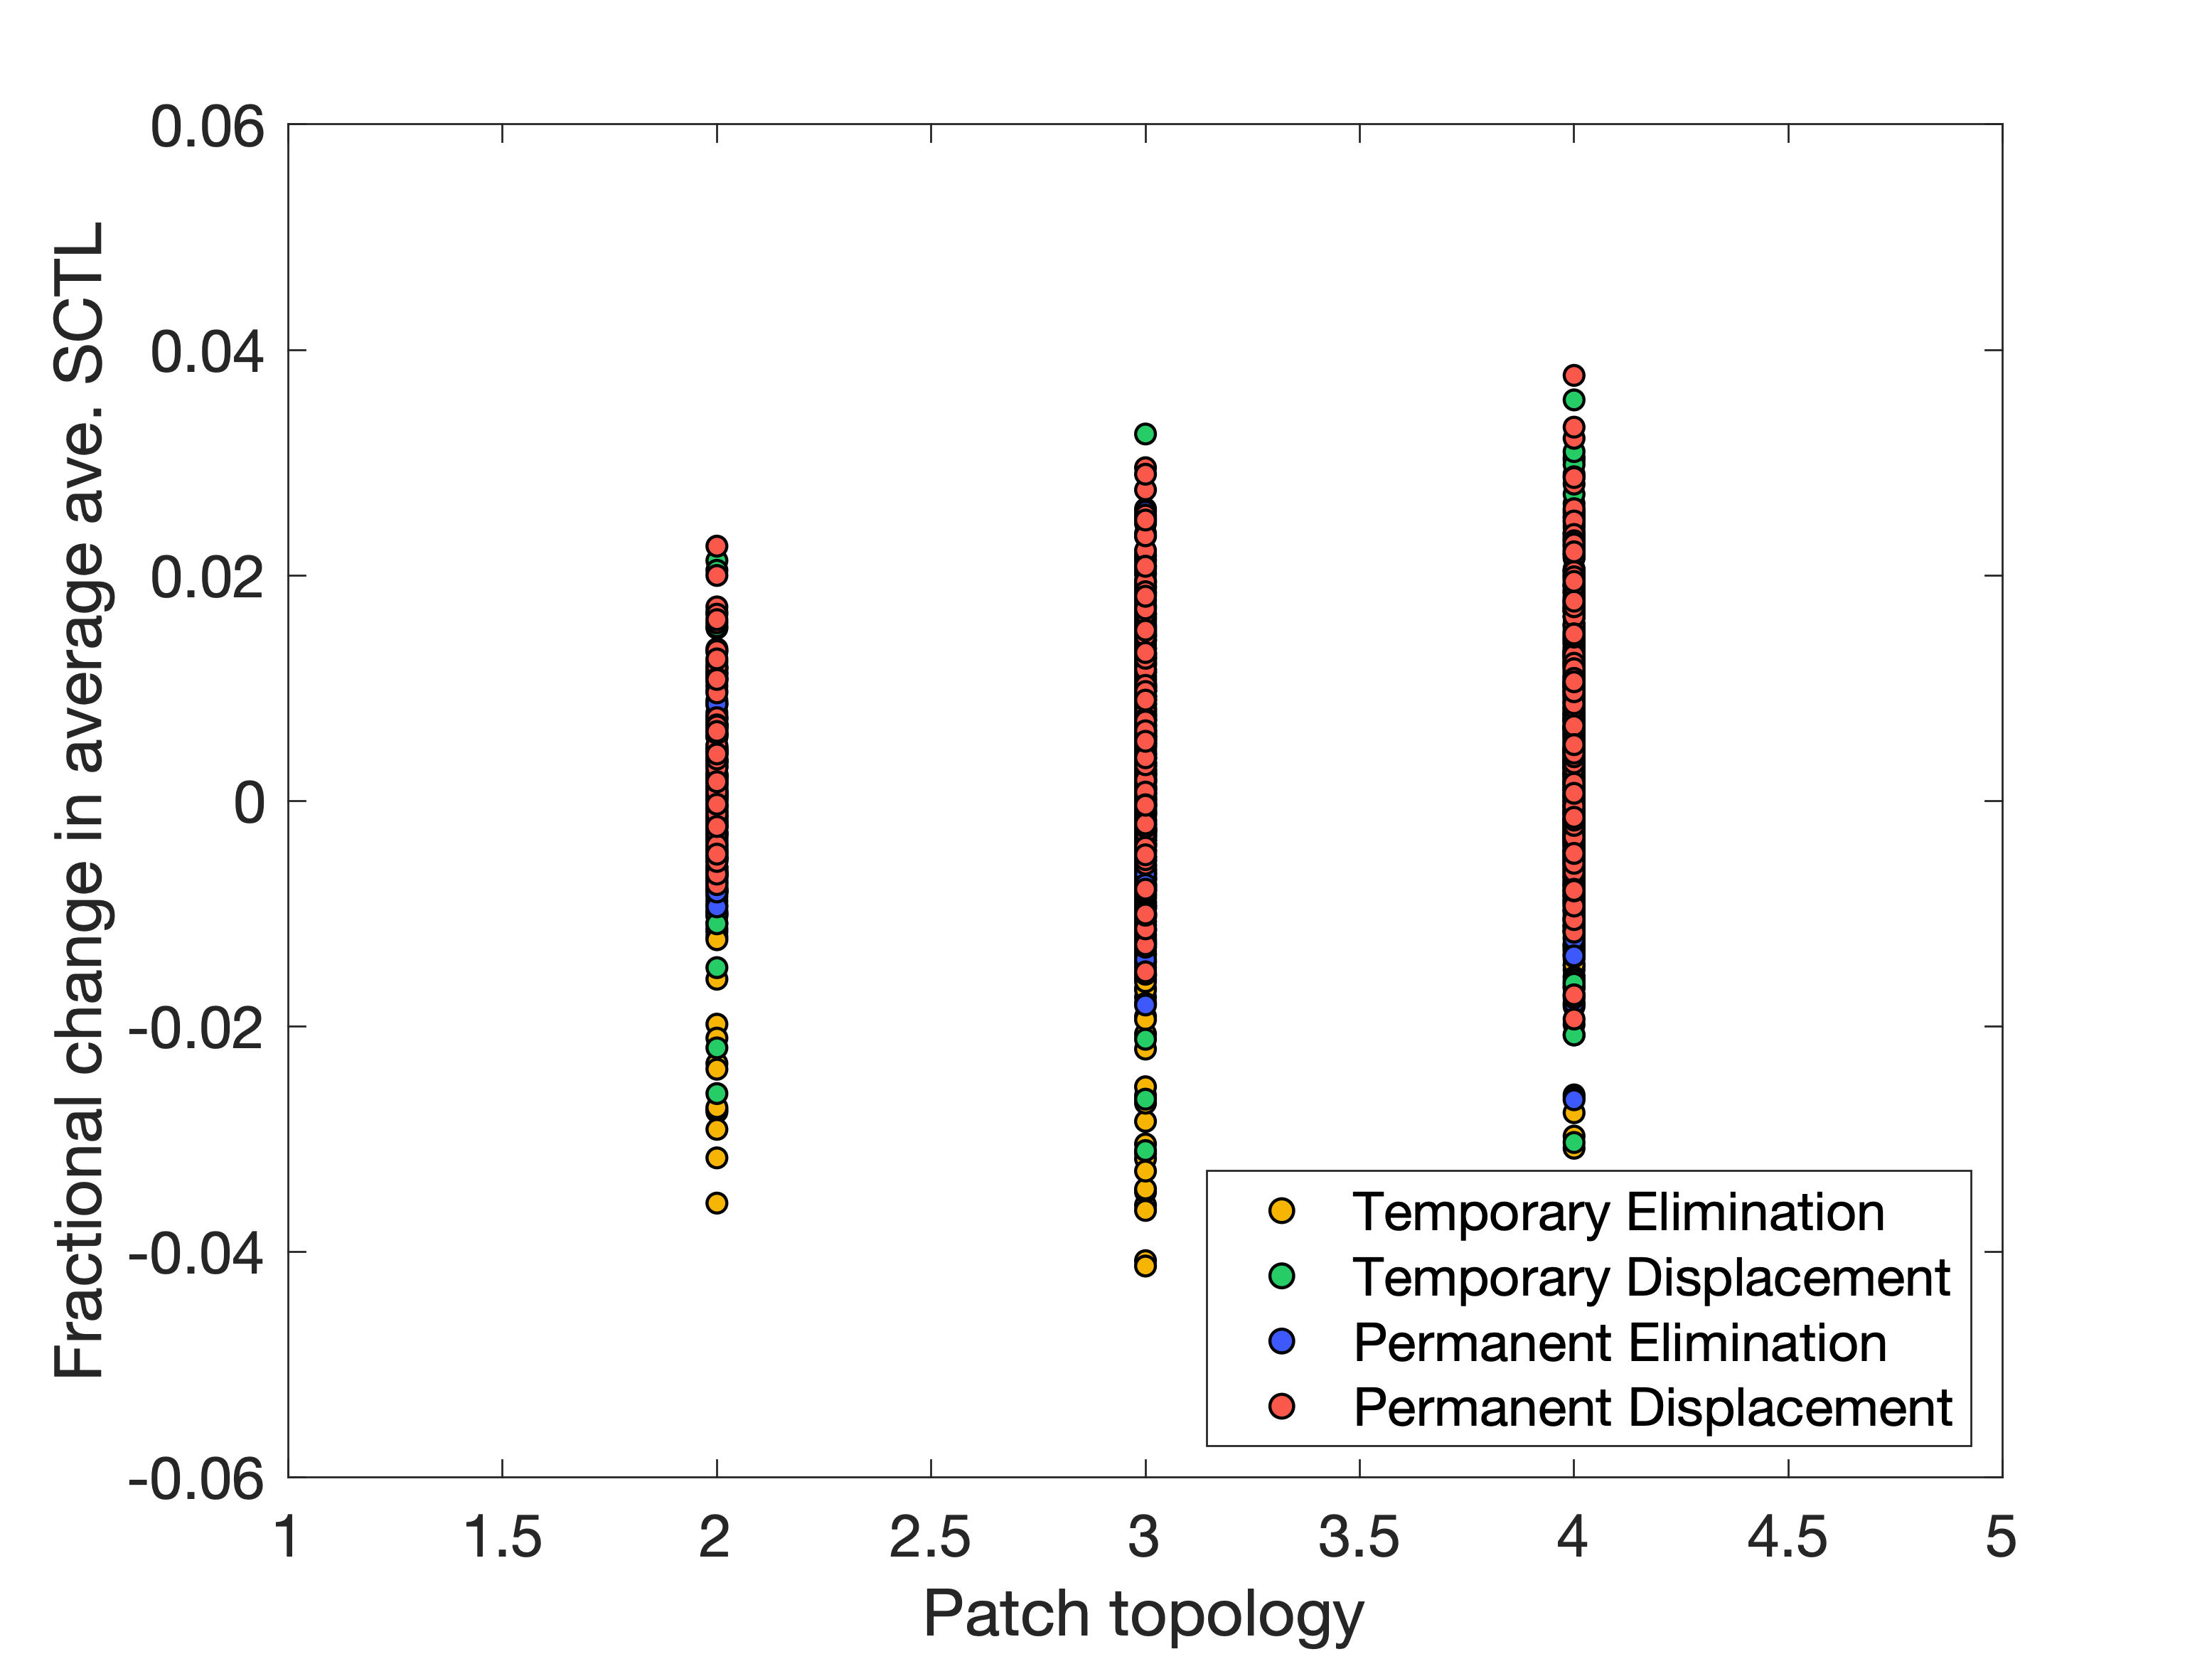 Fractional change in average ave. SCTL
0.06
0.04
0.02
0
-0.02
-0.04
-0.06
1 1.5 2 2.5 3 3.5 4 4.5 5
Patch topology
Temporary Elimination
Temporary Displacement
Permanent Elimination
Permanent Displacement